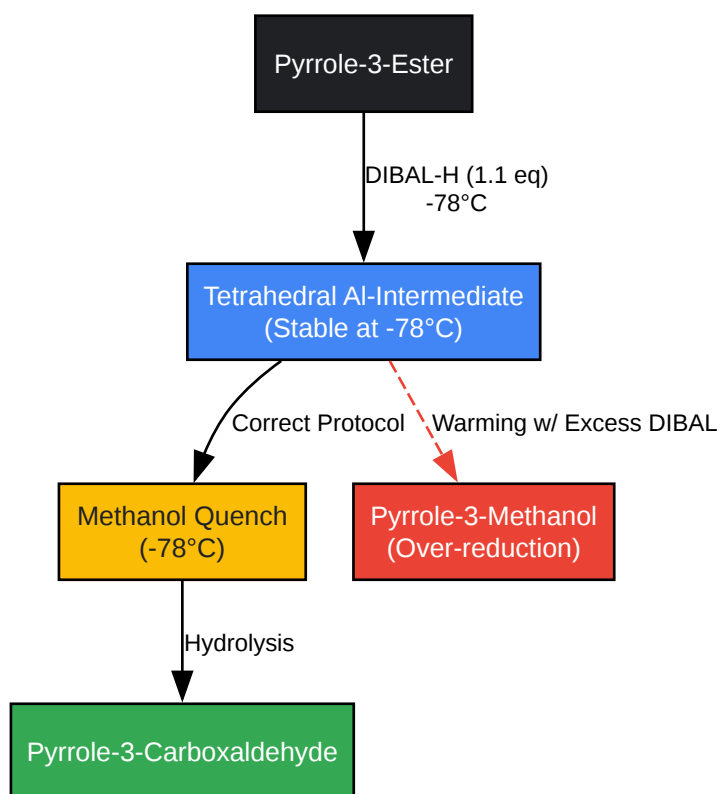 Pyrrole-3-Ester
DIBAL-H (1.1 eq)
-78°C
Tetrahedral Al-Intermediate
(Stable at -78°C)
Correct Protocol
Warming w/ Excess DIBAL
Methanol Quench
(-78°C)
Pyrrole-3-Methanol
(Over-reduction)
Hydrolysis
Pyrrole-3-Carboxaldehyde